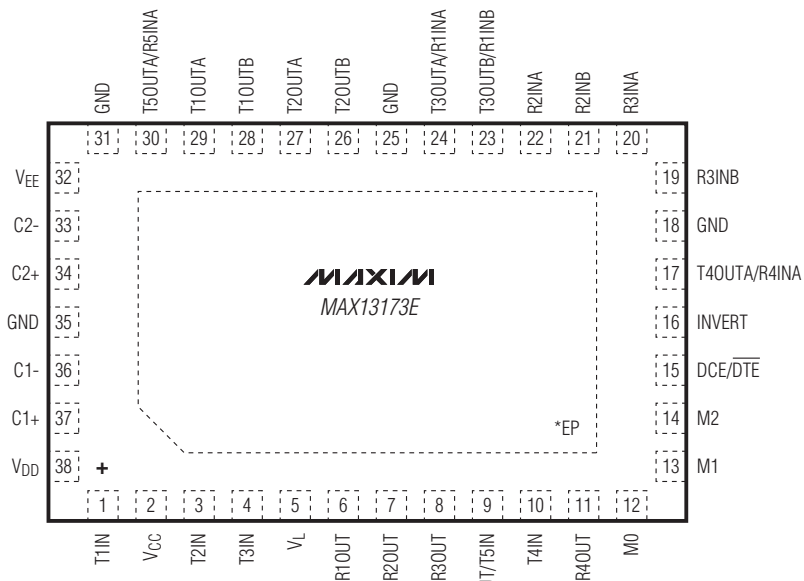 GND
T5OUTA/R5INA
T1OUTA
T1OUTB
T2OUTA
T2OUTB
GND
T3OUTA/R1INA
T3OUTB/R1INB
R2INA
R2INB
R3INA
31 30 29 28 27 26 25 24 23 22 21 20
VEE 32
C2- 33
C2+ 34
GND 35
C1- 36
C1+ 37
VDD 38
+
MAXIM
MAX13173E
*EP
19 R3INB
18 GND
17 T4OUTA/R4INA
16 INVERT
15 DCE/DTE
14 M2
13 M1
1 2 3 4 5 6 7 8 9 10 11 12
T1IN
VCC
T2IN
T3IN
VL
R1OUT
R2OUT
R3OUT
/T5IN
T4IN
R4OUT
M0